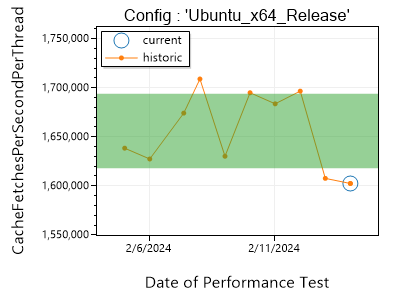 Config : 'Ubuntu_x64_Release'
CacheFetchesPerSecondPerThread
1,750,000
1,700,000
1,650,000
1,600,000
1,550,000
current
historic
2/6/2024
2/11/2024
Date of Performance Test